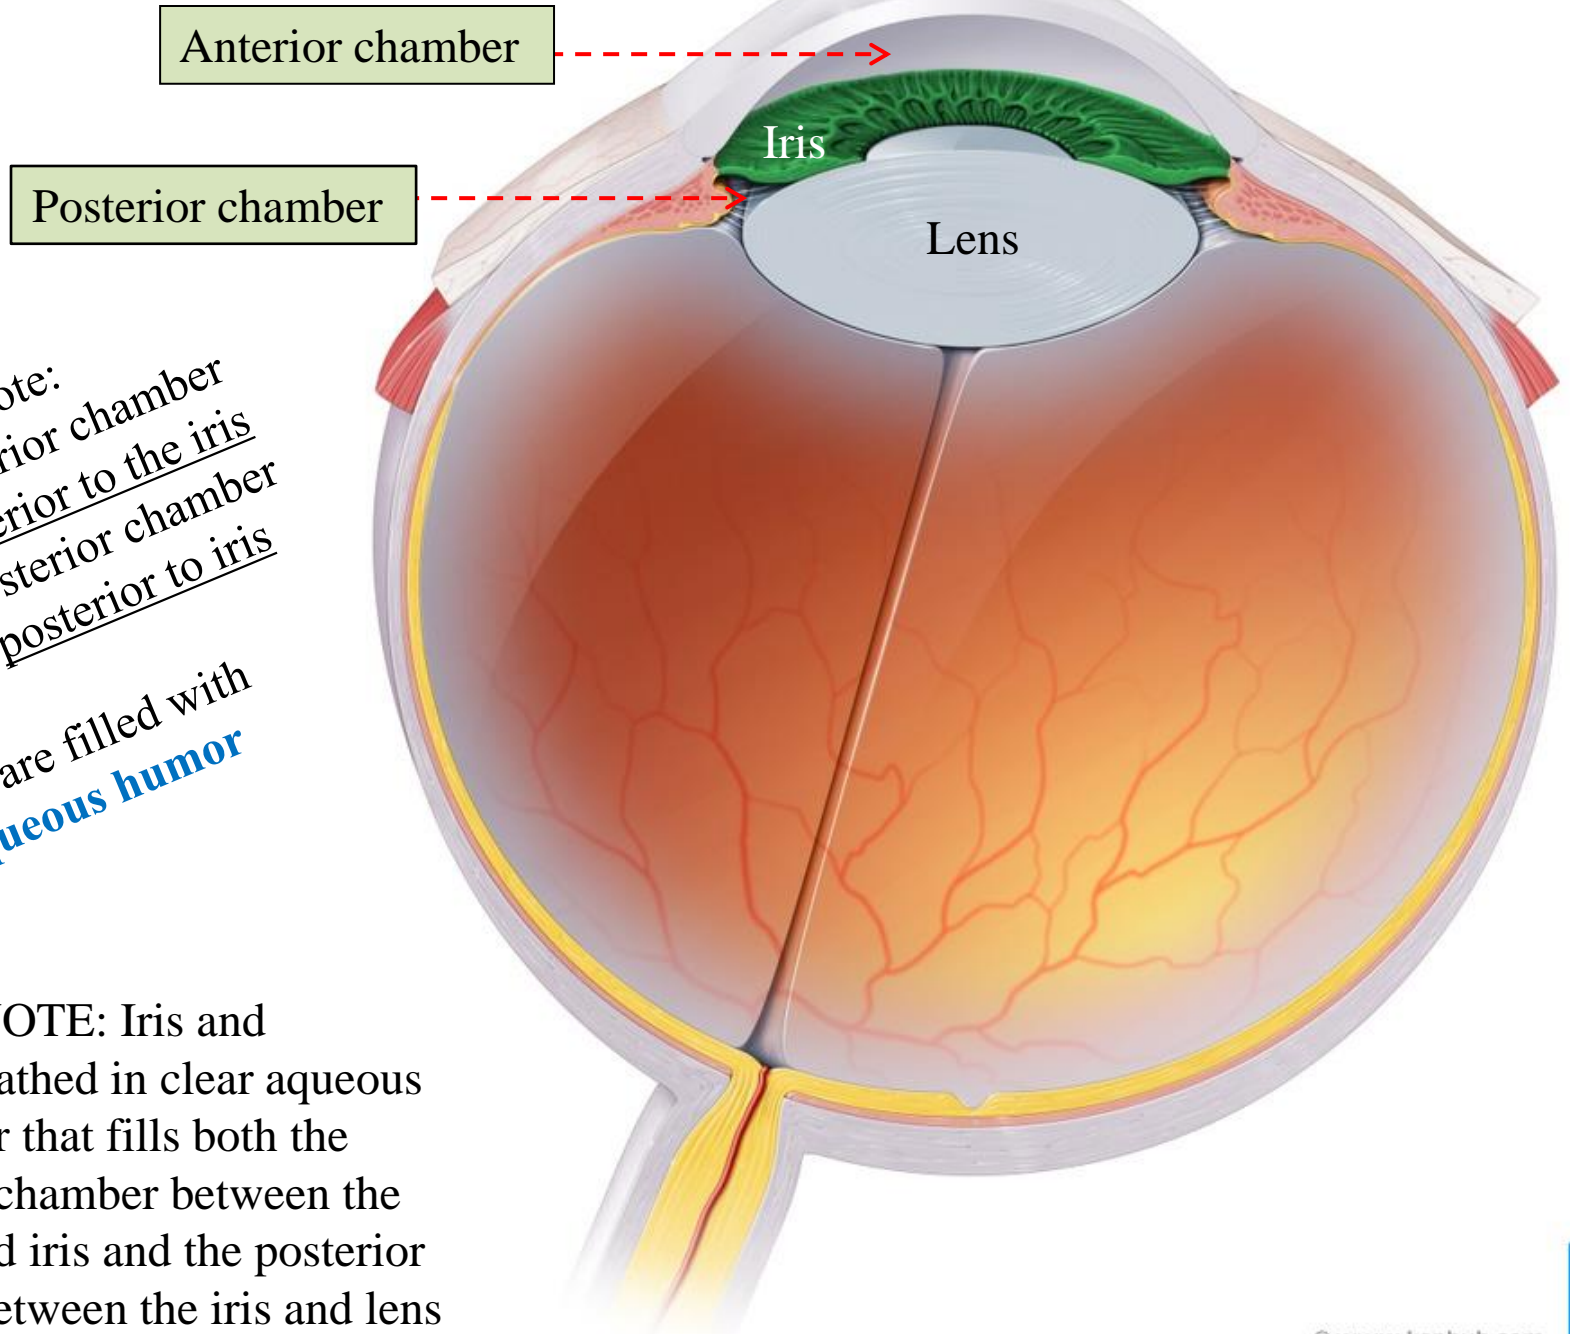 Anterior chamber
Iris
Posterior chamber
Lens
ote:
rior chamber
erior to the iris
sterior chamber
posterior to iris
are filled with
queous humor
NOTE: Iris and
athed in clear aqueous
r that fills both the
chamber between the
d iris and the posterior
etween the iris and lens